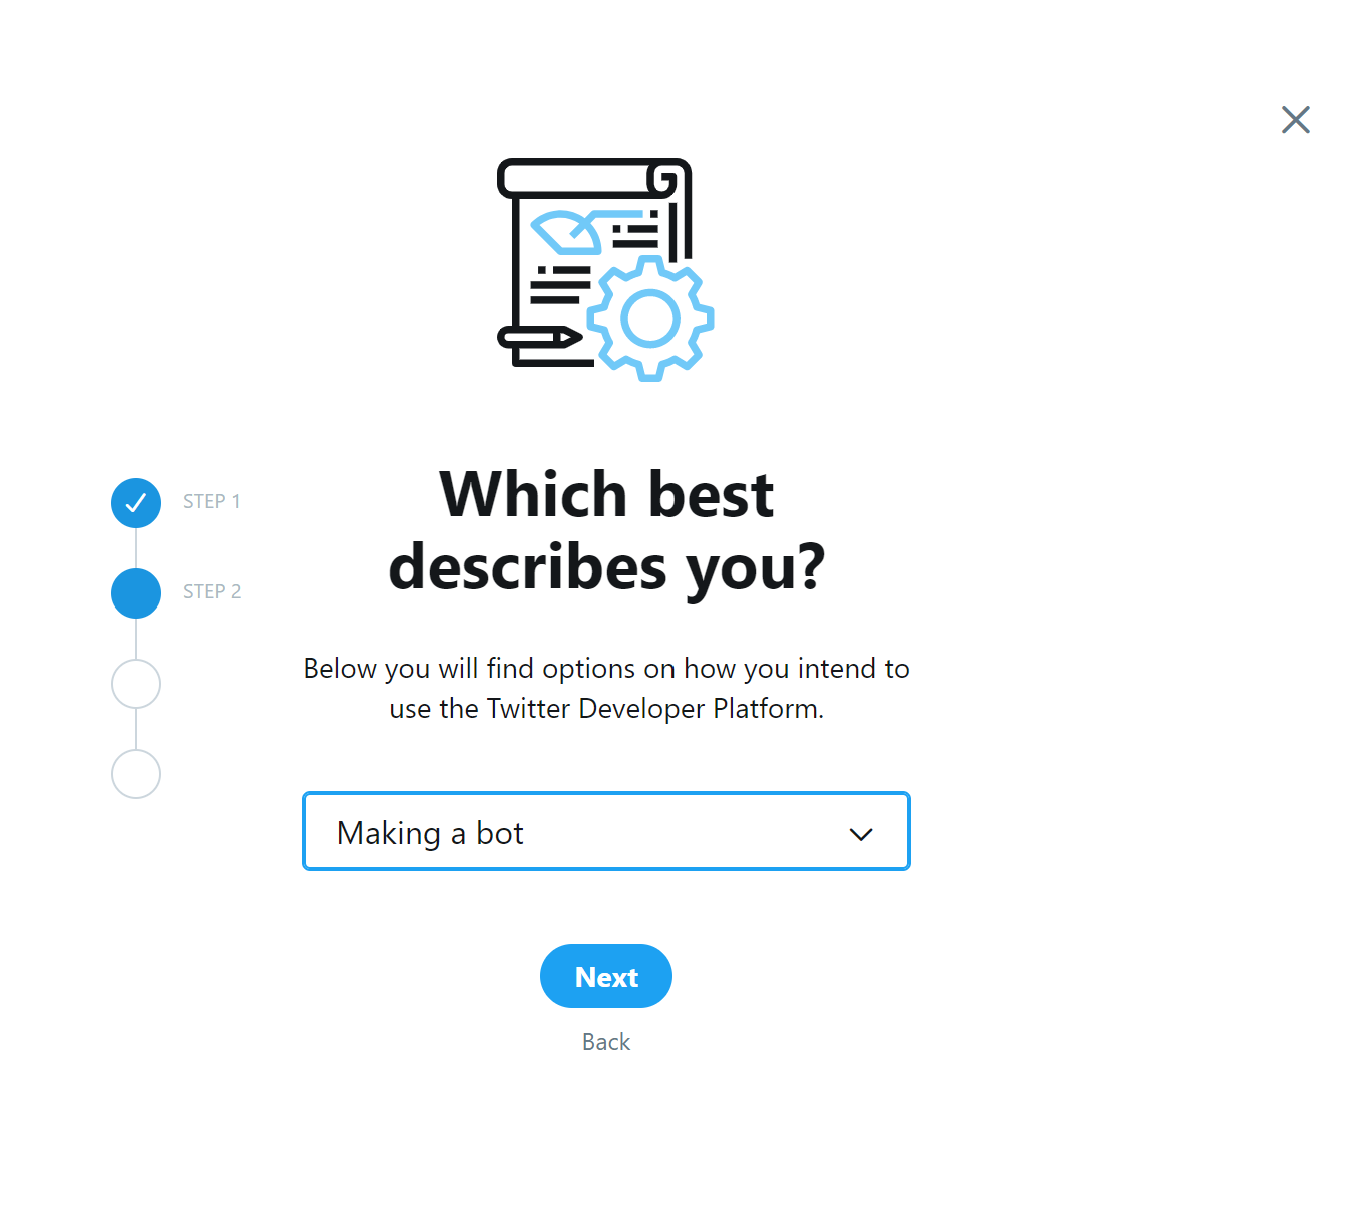 Which best
describes you?
STEP 1
STEP 2
Below you will find options on how you intend to
use the Twitter Developer Platform.
Making a bot
Next
Back